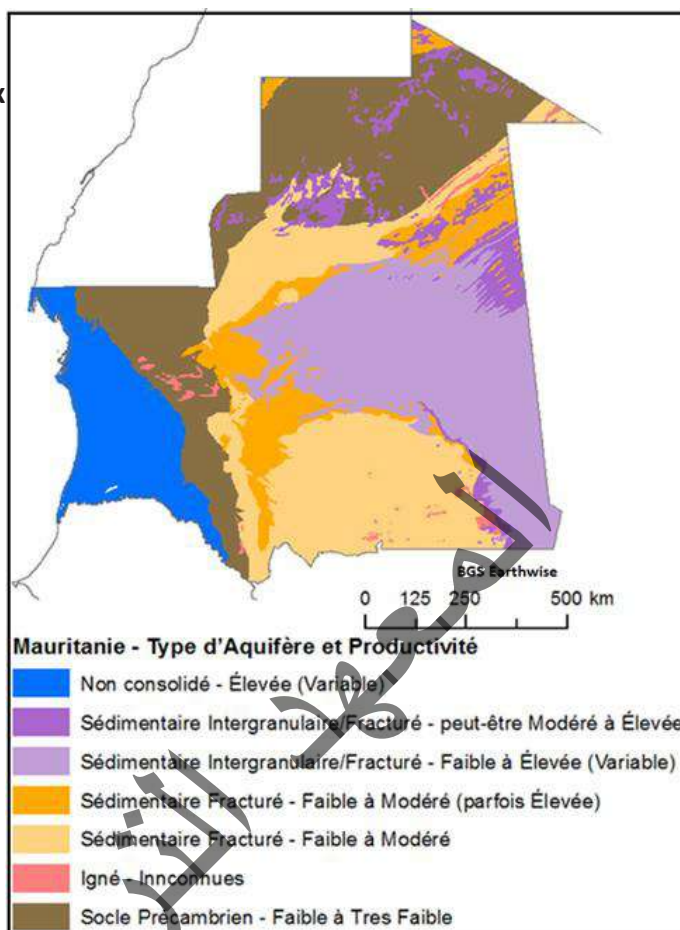 x
BGS Earthwise
0 125 250 500 km
Mauritanie - Type d'Aquifère et Productivité
Non consolidé - Élevée (Variable)
Sédimentaire Intergranulaire/Fracturé - peut-être Modéré à Élevée
Sédimentaire Intergranulaire/Fracturé - Faible à Élevée (Variable)
Sédimentaire Fracturé - Faible à Modéré (parfois Élevée)
Sédimentaire Fracturé - Faible à Modéré
Igné - Innconnues
Socle Précambrien - Faible à Tres Faible
المعهد